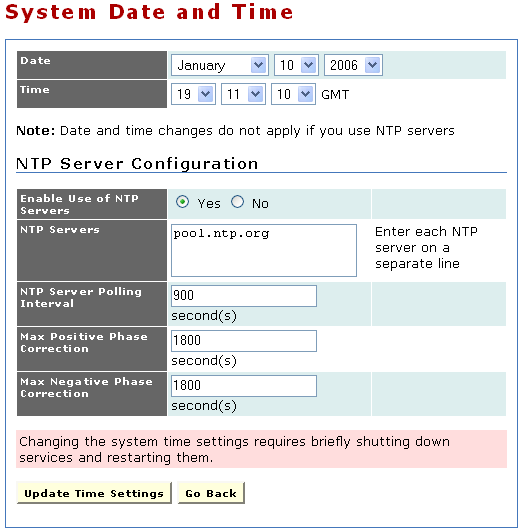 System Date and Time
Date January 10 2006
Time 19 11 10 GMT
Note: Date and time changes do not apply if you use NTP servers
NTP Server Configuration
Enable Use of NTP
Servers
Yes No
NTP Servers
pool.ntp.org
Enter each NTP
server on a
separate line
NTP Server Polling
Interval
900
second(s)
Max Positive Phase
Correction
1800
second(s)
Max Negative Phase
Correction
1800
second(s)
Changing the system time settings requires briefly shutting down
services and restarting them.
Update Time Settings Go Back